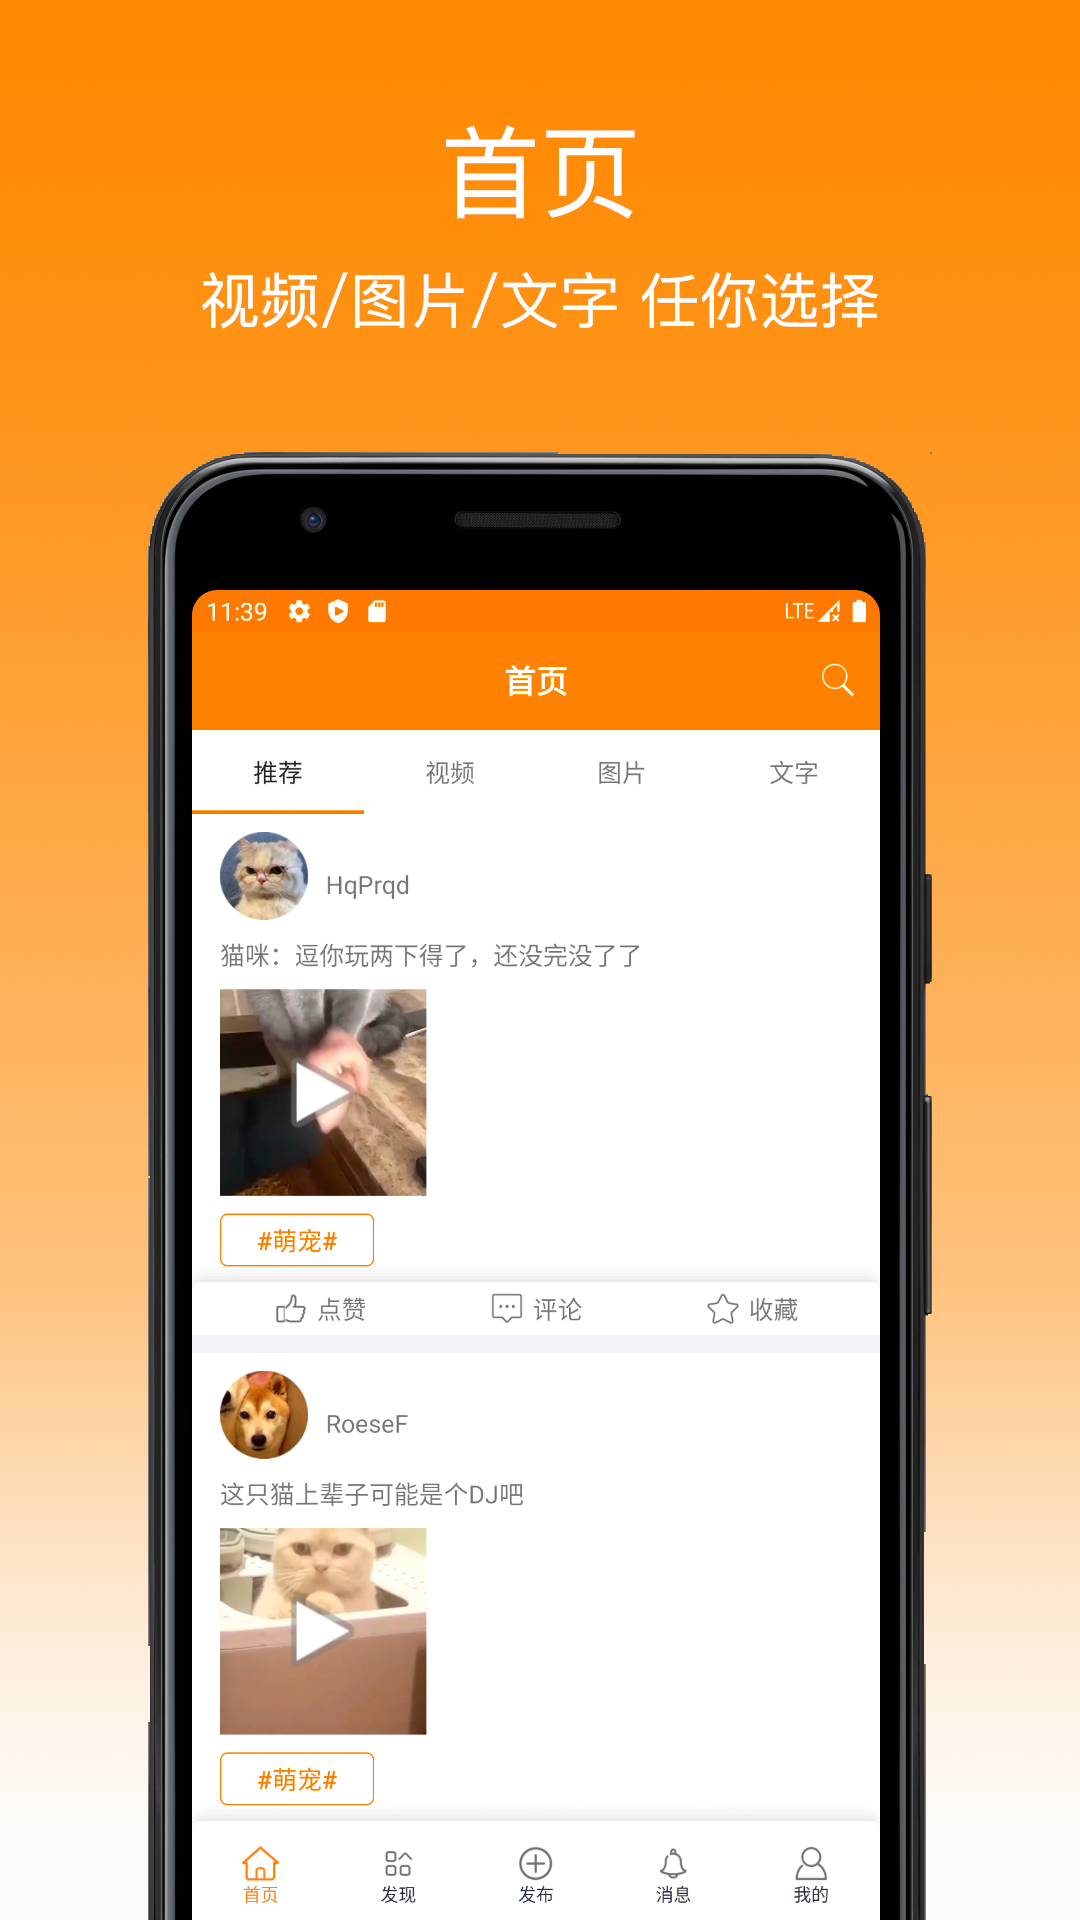 首页
视频/图片/文字 任你选择
11:39 LTE
首页
推荐 视频 图片 文字
HqPrqd
猫咪：逗你玩两下得了，还没完没了了
#萌宠#
点赞 评论 收藏
RoeseF
这只猫上辈子可能是个DJ吧
#萌宠#
首页 发现 发布 消息 我的